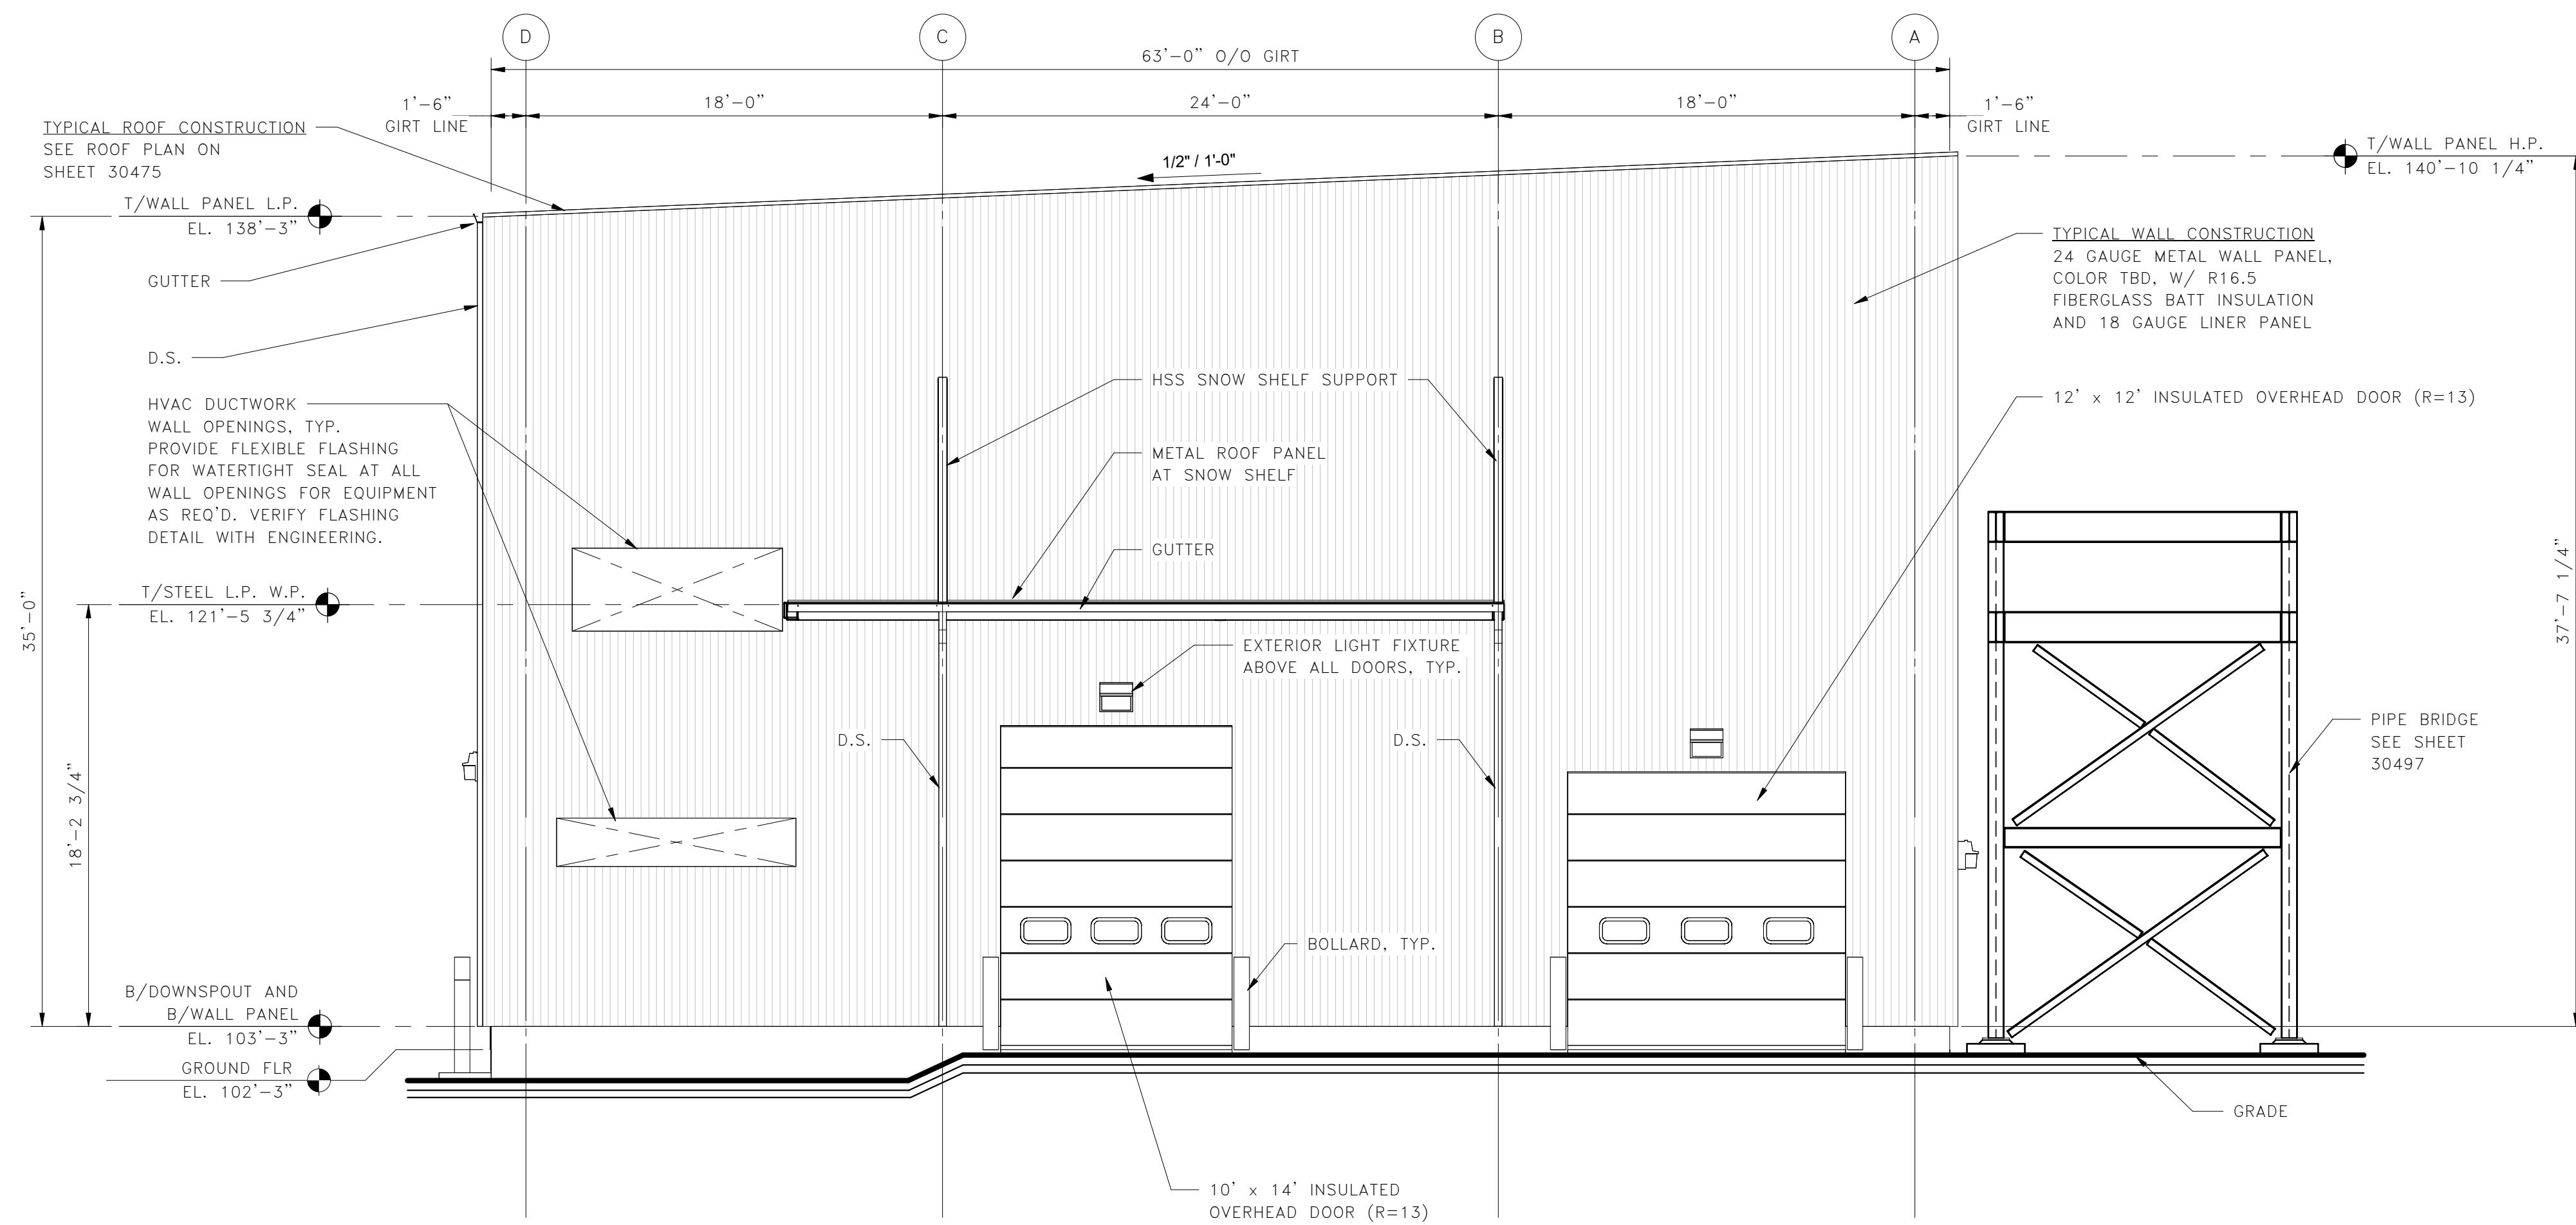 D
C
B
A
63'-0" O/O GIRT
1'-6"
GIRT LINE
18'-0"
24'-0"
18'-0"
1'-6"
GIRT LINE
TYPICAL ROOF CONSTRUCTION
SEE ROOF PLAN ON
SHEET 30475
1/2" / 1'-0"
T/WALL PANEL H.P.
EL. 140'-10 1/4"
T/WALL PANEL L.P.
EL. 138'-3"
GUTTER
D.S.
TYPICAL WALL CONSTRUCTION
24 GAUGE METAL WALL PANEL,
COLOR TBD, W/ R16.5
FIBERGLASS BATT INSULATION
AND 18 GAUGE LINER PANEL
HVAC DUCTWORK
WALL OPENINGS, TYP.
PROVIDE FLEXIBLE FLASHING
FOR WATERTIGHT SEAL AT ALL
WALL OPENINGS FOR EQUIPMENT
AS REQ'D. VERIFY FLASHING
DETAIL WITH ENGINEERING.
HSS SNOW SHELF SUPPORT
12' x 12' INSULATED OVERHEAD DOOR (R=13)
METAL ROOF PANEL
AT SNOW SHELF
GUTTER
T/STEEL L.P. W.P.
EL. 121'-5 3/4"
35'-0"
18'-2 3/4"
37'-7 1/4"
EXTERIOR LIGHT FIXTURE
ABOVE ALL DOORS, TYP.
D.S.
D.S.
PIPE BRIDGE
SEE SHEET
30497
BOLLARD, TYP.
B/DOWNSPOUT AND
B/WALL PANEL
EL. 103'-3"
GROUND FLR
EL. 102'-3"
GRADE
10' x 14' INSULATED
OVERHEAD DOOR (R=13)